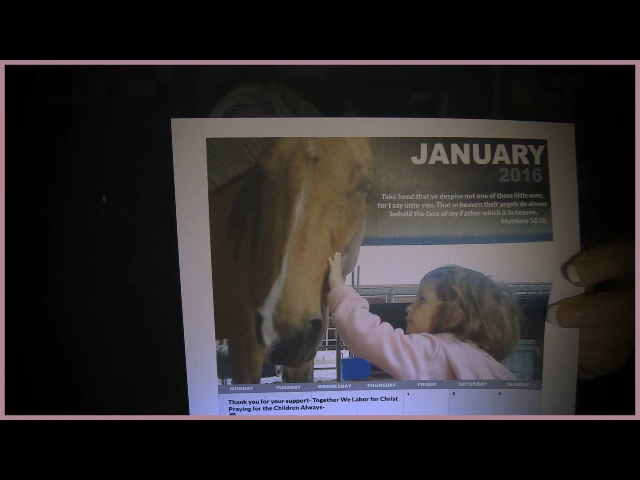 JANUARY
2016
Take heed that ye despise not one of these little ones;
for I say unto you, That in heaven their angels do always
behold the face of my Father which is in heaven.
Matthew 18:10
MONDAY TUESDAY WEDNESDAY THURSDAY FRIDAY SATURDAY SUNDAY
Thank you for your support- Together We Labor for Christ
Praying for the Children Always-
1 2 3